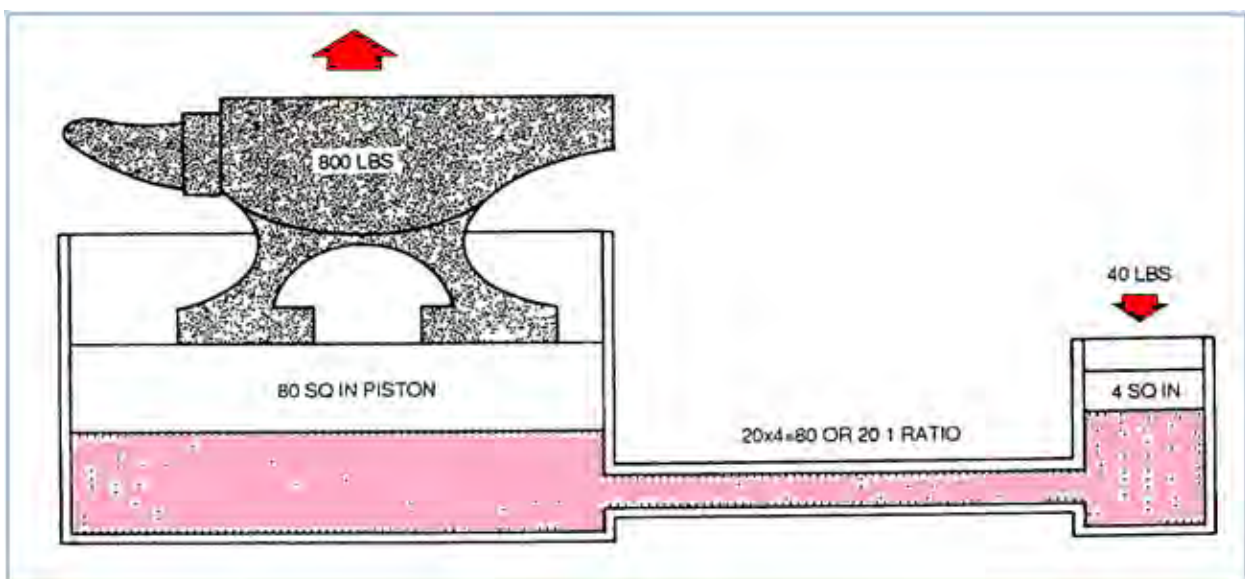 800 LBS
40 LBS
80 SQ IN PISTON
4 SQ IN
20x4=80 OR 20 1 RATIO